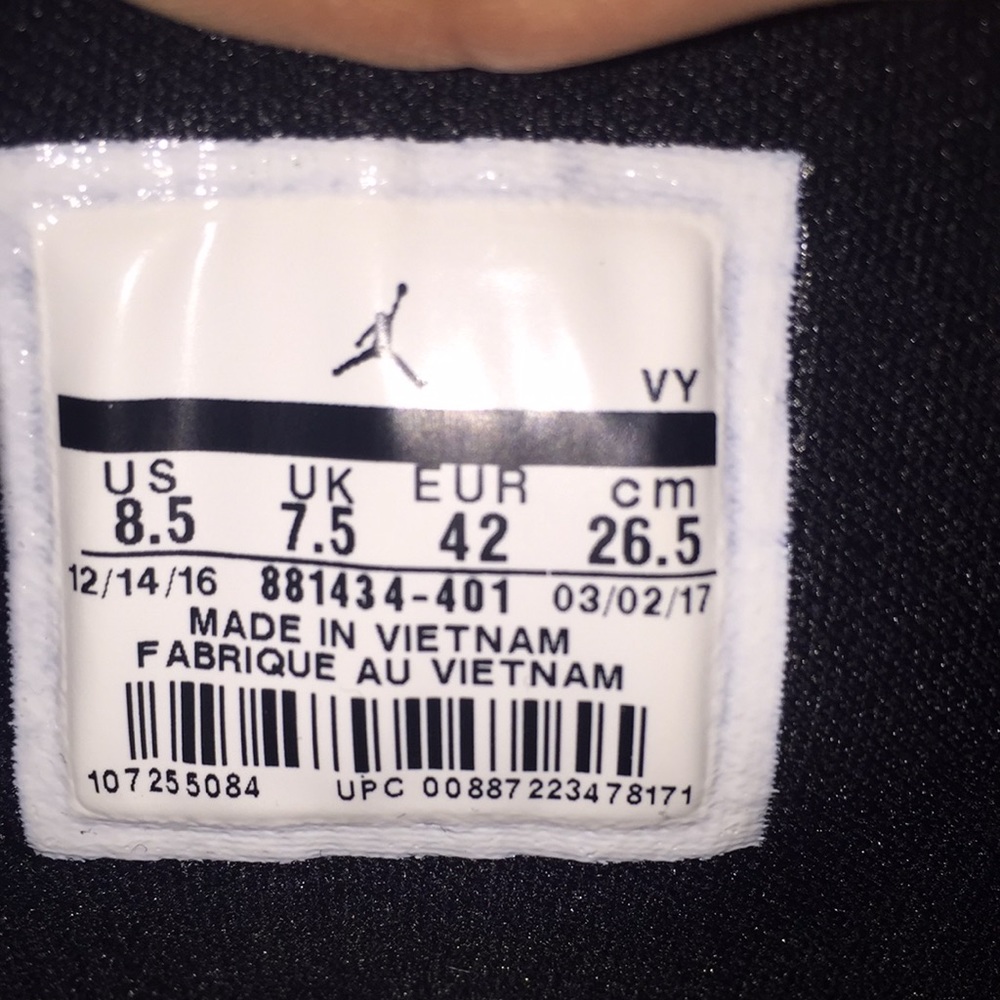 VY
US UK EUR cm
8.5 7.5 42 26.5
12/14/16 881434-401 03/02/17
MADE IN VIETNAM
FABRIQUE AU VIETNAM
107255084 UPC 00887223478171